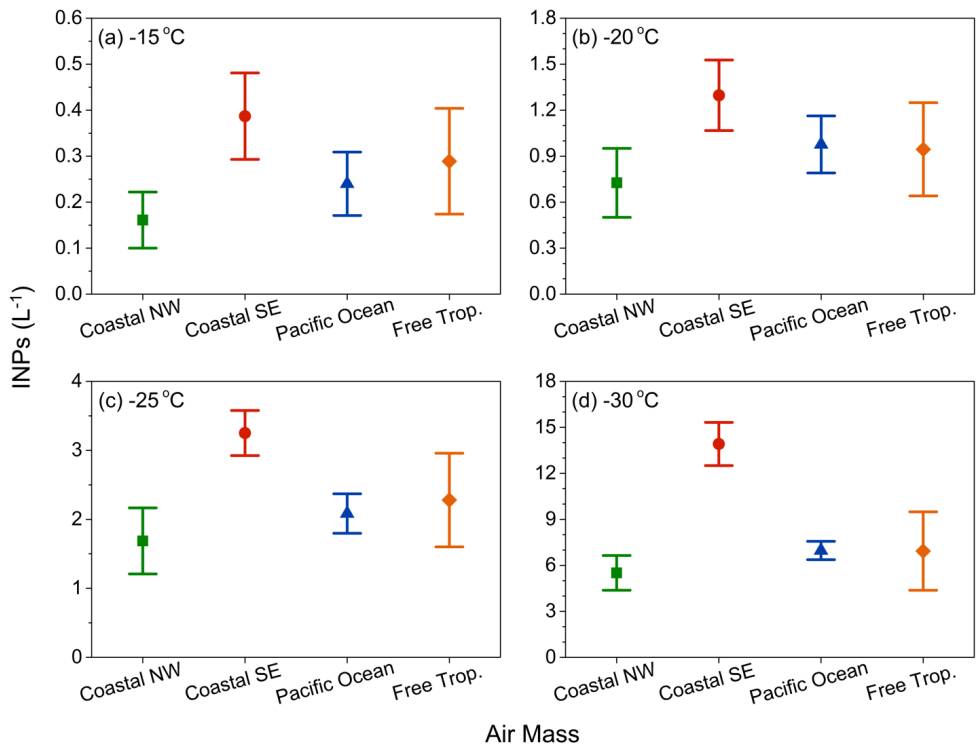 INPs (L⁻¹)
(a) -15 °C
0.6
0.5
0.4
0.3
0.2
0.1
0.0
Coastal NW
Coastal SE
Pacific Ocean
Free Trop.
(b) -20 °C
1.8
1.5
1.2
0.9
0.6
0.3
0.0
Coastal NW
Coastal SE
Pacific Ocean
Free Trop.
(c) -25 °C
4
3
2
1
0
Coastal NW
Coastal SE
Pacific Ocean
Free Trop.
(d) -30 °C
18
15
12
9
6
3
0
Coastal NW
Coastal SE
Pacific Ocean
Free Trop.
Air Mass